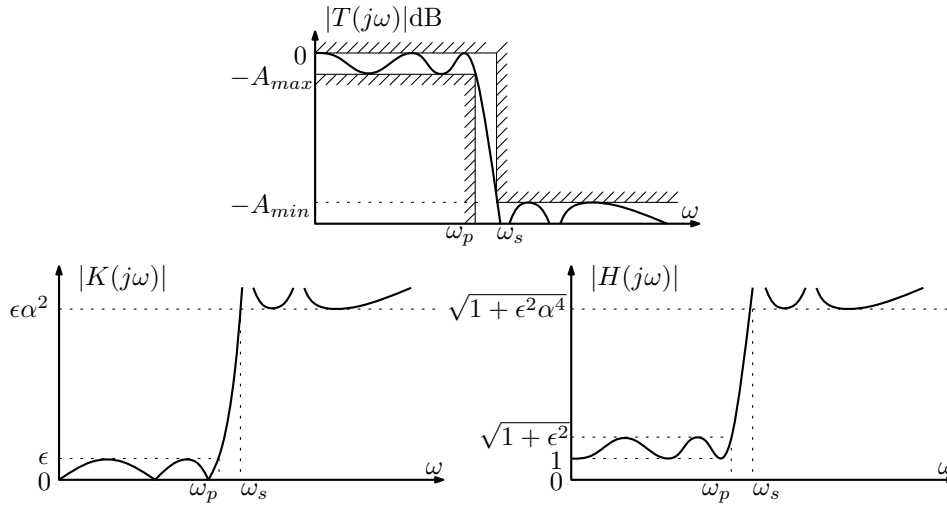 |T(jω)|dB
0
−A_max
−A_min
ω_p
ω_s
ω
|K(jω)|
ϵα²
ϵ
0
ω_p
ω_s
ω
|H(jω)|
√(1 + ϵ²α⁴)
√(1 + ϵ²)
1
0
ω_p
ω_s
ω